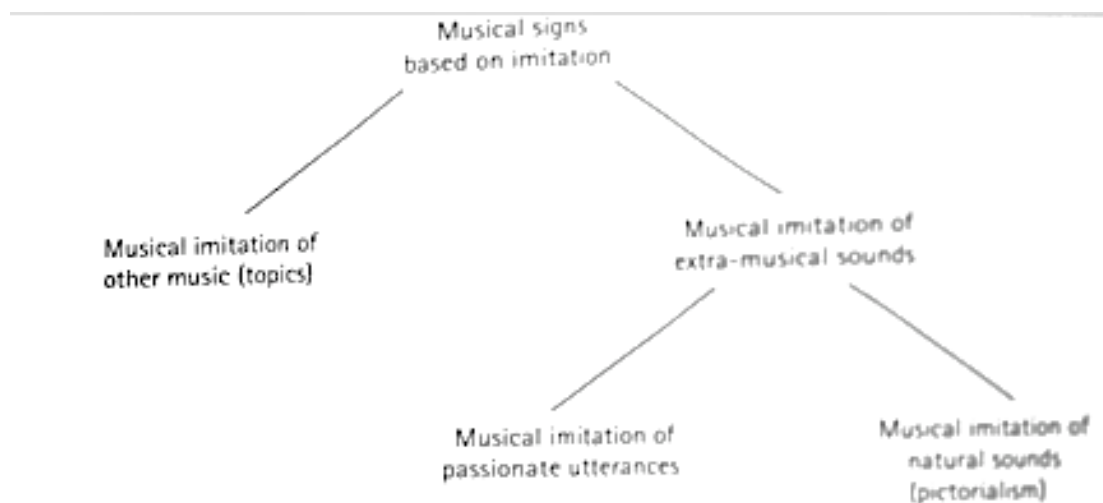 Musical signs
based on imitation
Musical imitation of
other music (topics)
Musical imitation of
extra-musical sounds
Musical imitation of
passionate utterances
Musical imitation of
natural sounds
(pictorialism)